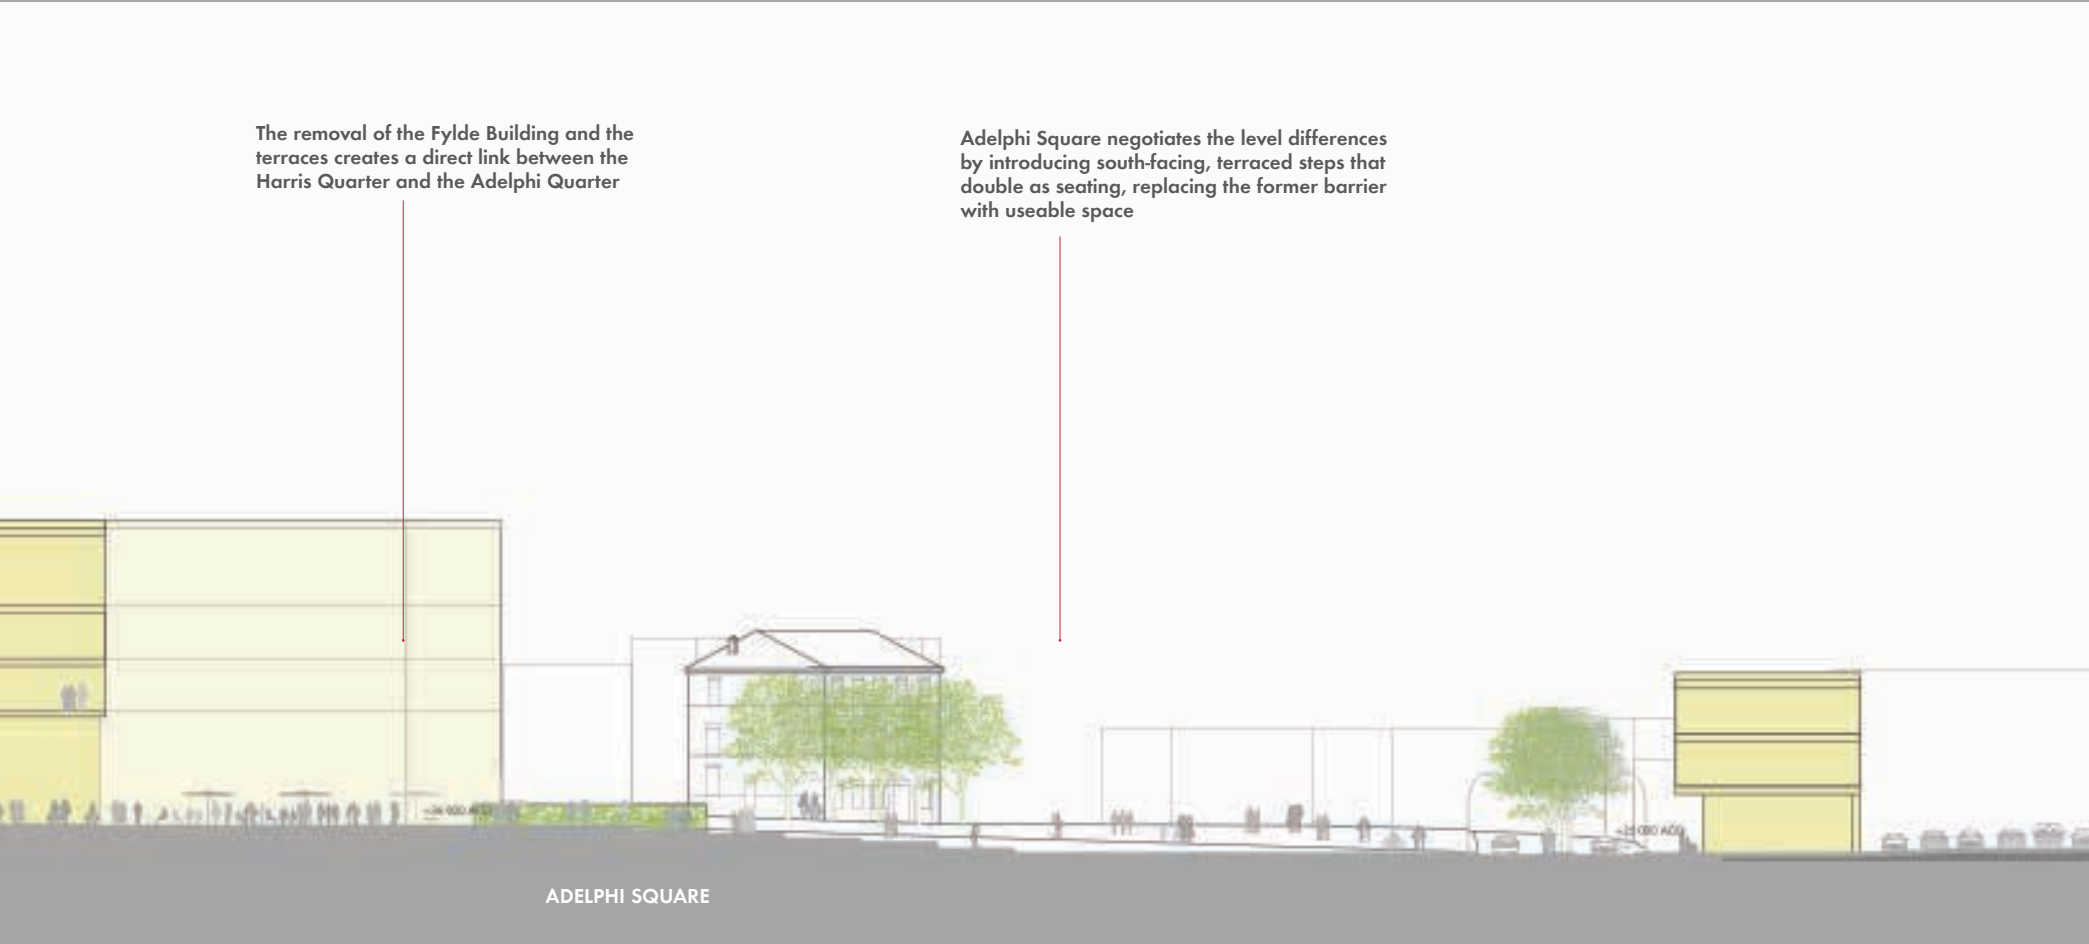 The removal of the Fylde Building and the
terraces creates a direct link between the
Harris Quarter and the Adelphi Quarter
Adelphi Square negotiates the level differences
by introducing south-facing, terraced steps that
double as seating, replacing the former barrier
with useable space
ADELPHI SQUARE